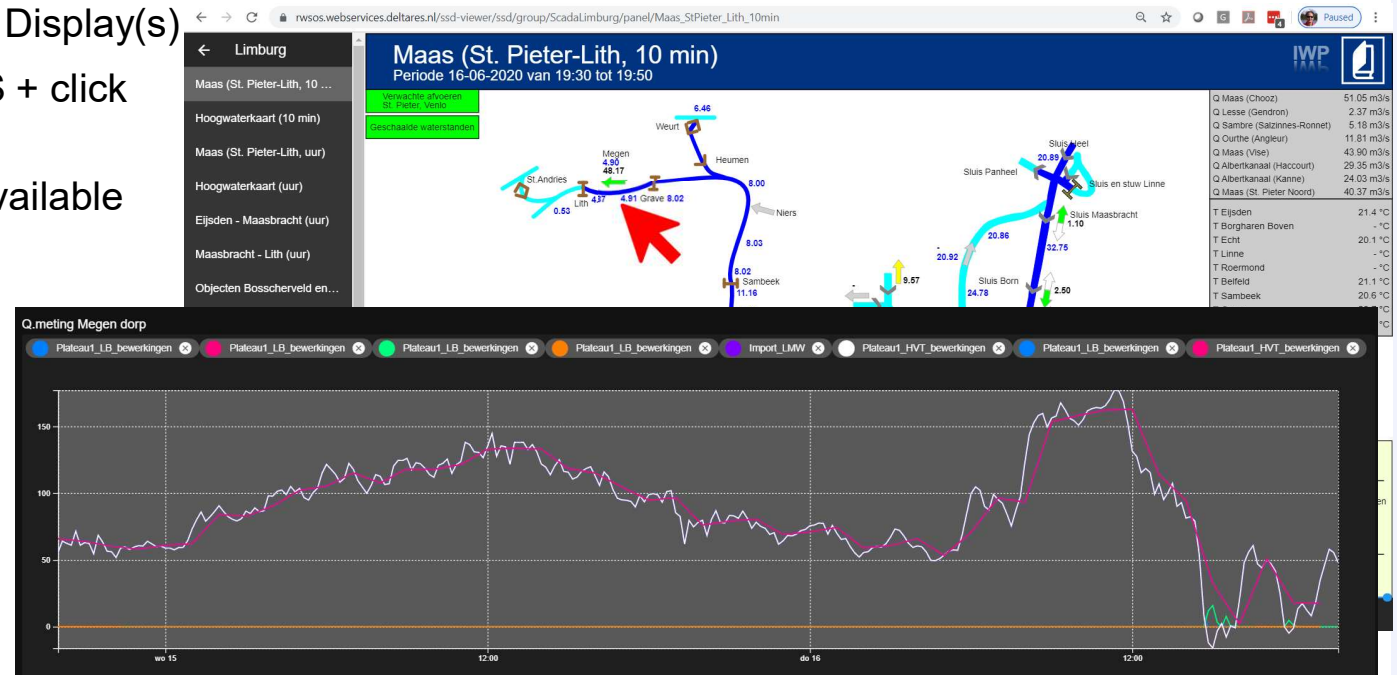 Display(s)
S + click
vailable
rwsos.webservices.deltares.nl/ssd-viewer/ssd/group/ScadaLimburg/panel/Maas_StPieter_Lith_10min
4
Paused
Limburg
Maas (St. Pieter-Lith, 10 ...
Hoogwaterkaart (10 min)
Maas (St. Pieter-Lith, uur)
Hoogwaterkaart (uur)
Eijsden - Maasbracht (uur)
Maasbracht - Lith (uur)
Objecten Bosscherveld en...
Maas (St. Pieter-Lith, 10 min)
Periode 16-06-2020 van 19:30 tot 19:50
IWP
Verwachte afvoeren
St. Pieter, Venlo
Geschaalde waterstanden
6.46
Weurt
Megen
4.90
48.17
Heumen
St.Andries
Lith
4.87
4.91
Grave
8.02
0.53
8.00
Niers
8.03
8.02
Sambeek
11.16
Sluis Heel
20.89
Sluis Panheel
Sluis en stuw Linne
Sluis Maasbracht
1.10
20.86
32.75
-
20.92
9.57
Sluis Born
24.78
2.50
Q Maas (Chooz) 51.05 m3/s
Q Lesse (Gendron) 2.37 m3/s
Q Sambre (Salzinnes-Ronnet) 5.18 m3/s
Q Ourthe (Angleur) 11.81 m3/s
Q Maas (Vise) 43.90 m3/s
Q Albertkanaal (Haccourt) 29.35 m3/s
Q Albertkanaal (Kanne) 24.03 m3/s
Q Maas (St. Pieter Noord) 40.37 m3/s
T Eijsden 21.4 °C
T Borgharen Boven - °C
T Echt 20.1 °C
T Linne - °C
T Roermond - °C
T Belfeld 21.1 °C
T Sambeek 20.6 °C
°C
Q.meting Megen dorp
Plateau1_LB_bewerkingen
Plateau1_LB_bewerkingen
Plateau1_LB_bewerkingen
Plateau1_LB_bewerkingen
Import_LMW
Plateau1_HVT_bewerkingen
Plateau1_LB_bewerkingen
Plateau1_HVT_bewerkingen
150
100
50
0
wo 15
12:00
do 16
12:00
en